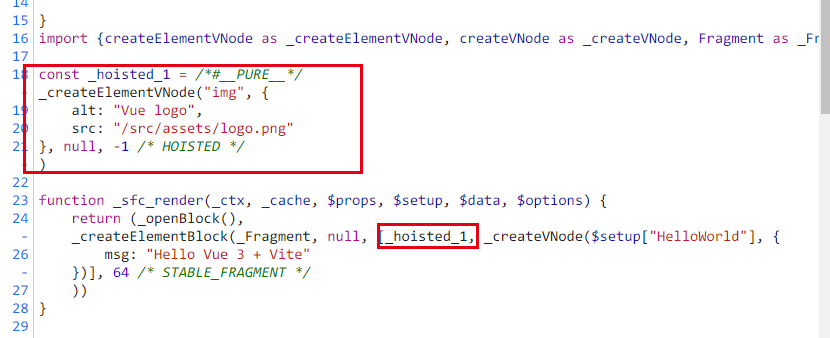 14
15 }
16 import {createElementVNode as _createElementVNode, createVNode as _createVNode, Fragment as _Fr
17
18 const _hoisted_1 = /*#__PURE__*/
- _createElementVNode("img", {
19 alt: "Vue logo",
20 src: "/src/assets/logo.png"
21 }, null, -1 /* HOISTED */
- )
22
23 function _sfc_render(_ctx, _cache, $props, $setup, $data, $options) {
24 return (_openBlock(),
- _createElementBlock(_Fragment, null, [_hoisted_1, _createVNode($setup["HelloWorld"], {
26 msg: "Hello Vue 3 + Vite"
- })], 64 /* STABLE_FRAGMENT */
27 ))
28 }
29